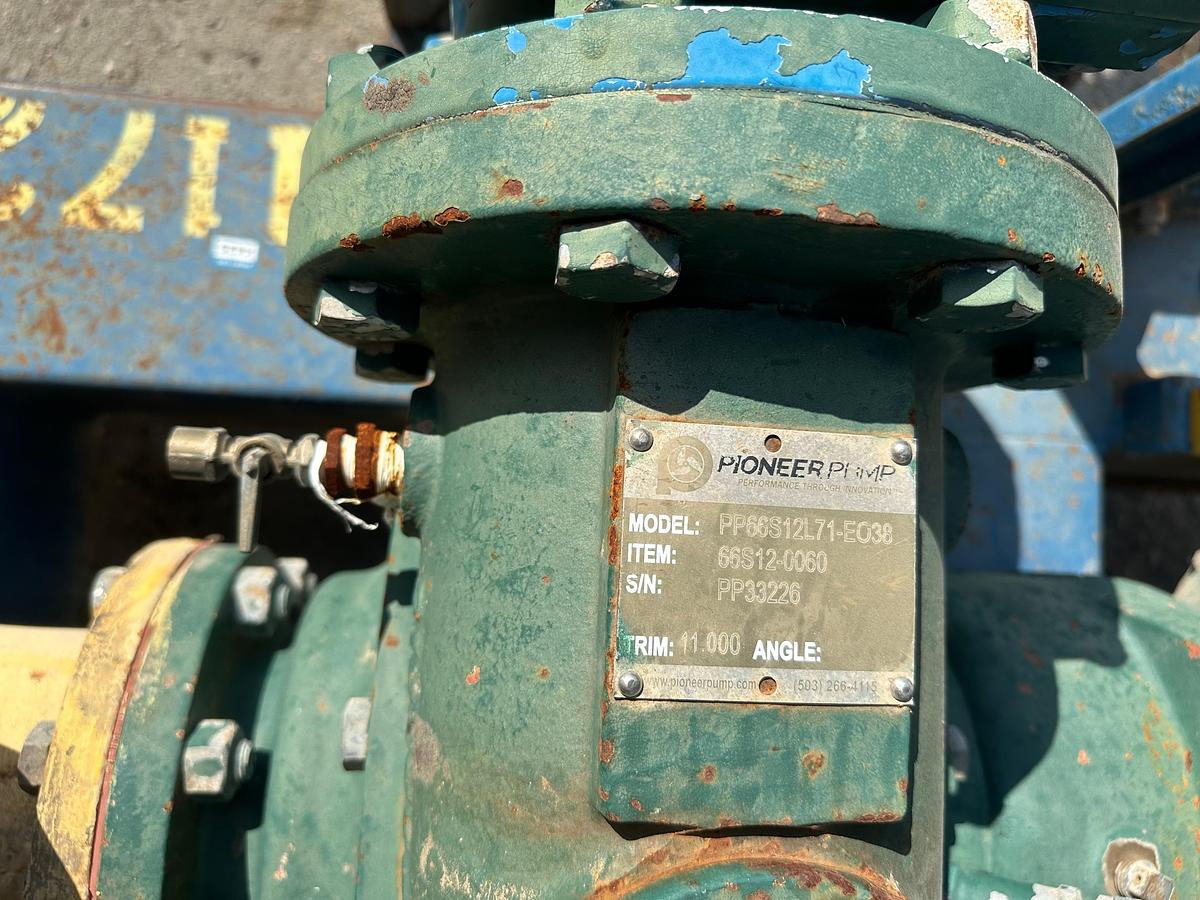 172
PIONEER PUMP
PERFORMANCE THROUGH INNOVATION
MODEL: PP66S12L71-EO38
ITEM: 66S12-0060
S/N: PP33226
TRIM: 11.000 ANGLE:
www.pioneerpump.com (503) 266-4115